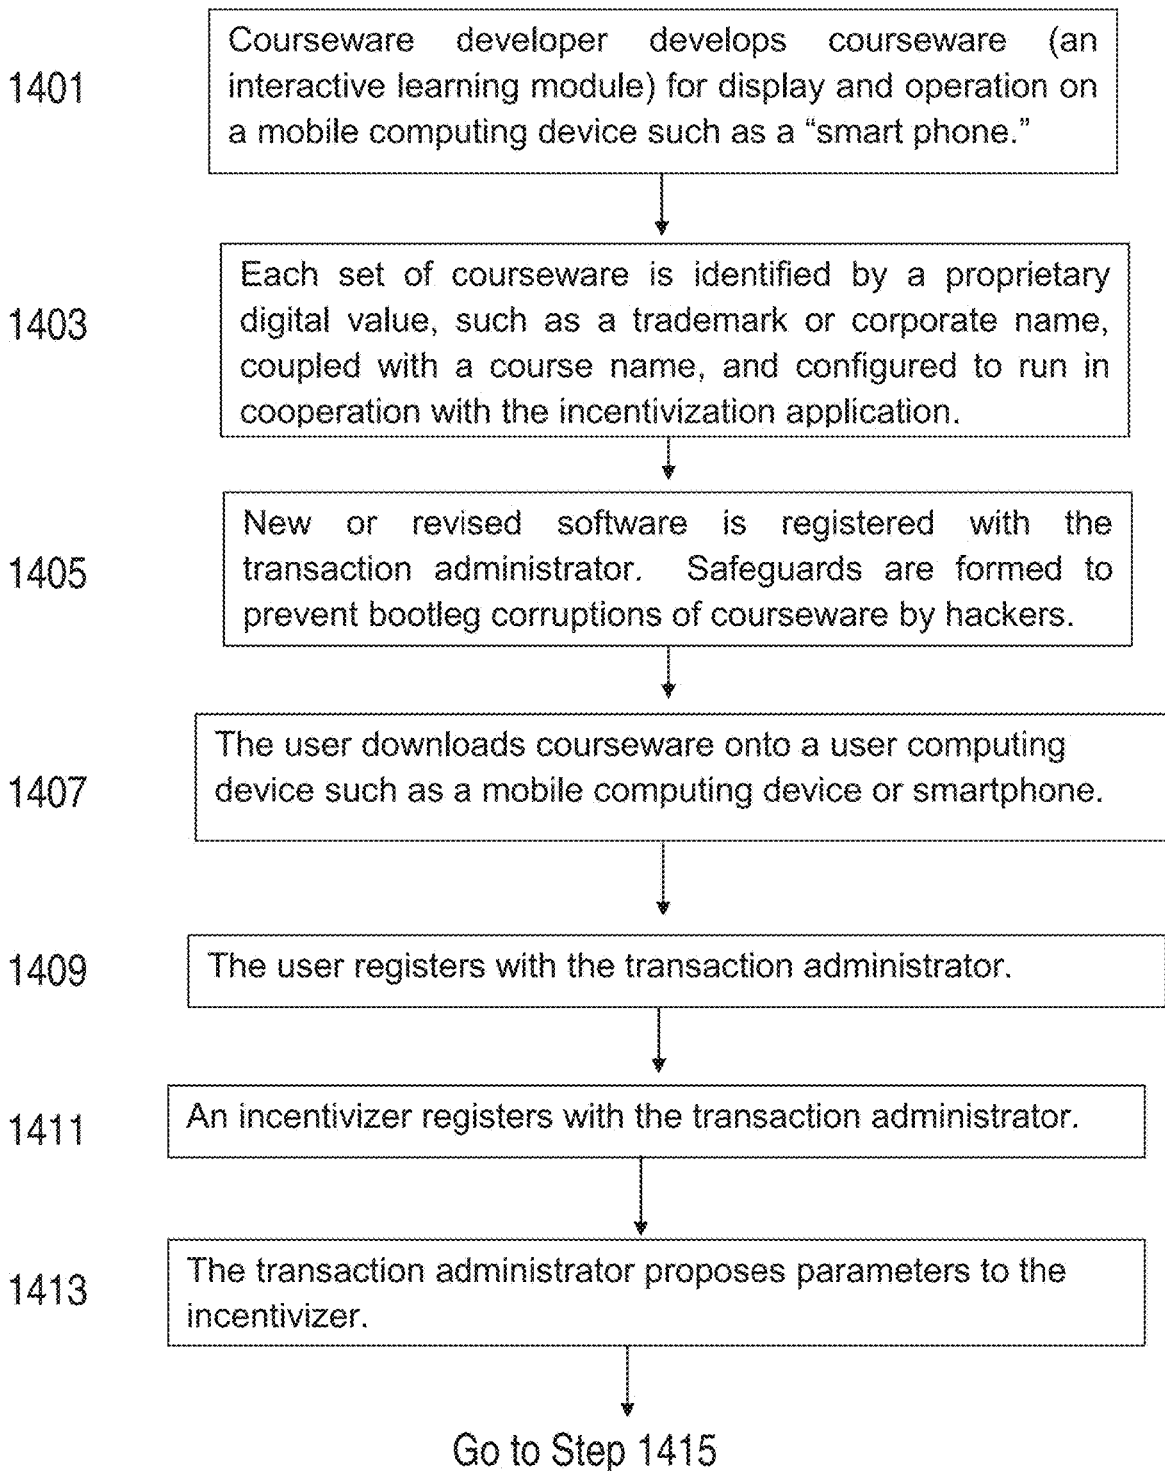 1401
Courseware developer develops courseware (an
interactive learning module) for display and operation on
a mobile computing device such as a “smart phone.”
1403
Each set of courseware is identified by a proprietary
digital value, such as a trademark or corporate name,
coupled with a course name, and configured to run in
cooperation with the incentivization application.
1405
New or revised software is registered with the
transaction administrator. Safeguards are formed to
prevent bootleg corruptions of courseware by hackers.
1407
The user downloads courseware onto a user computing
device such as a mobile computing device or smartphone.
1409
The user registers with the transaction administrator.
1411
An incentivizer registers with the transaction administrator.
1413
The transaction administrator proposes parameters to the
incentivizer.
Go to Step 1415